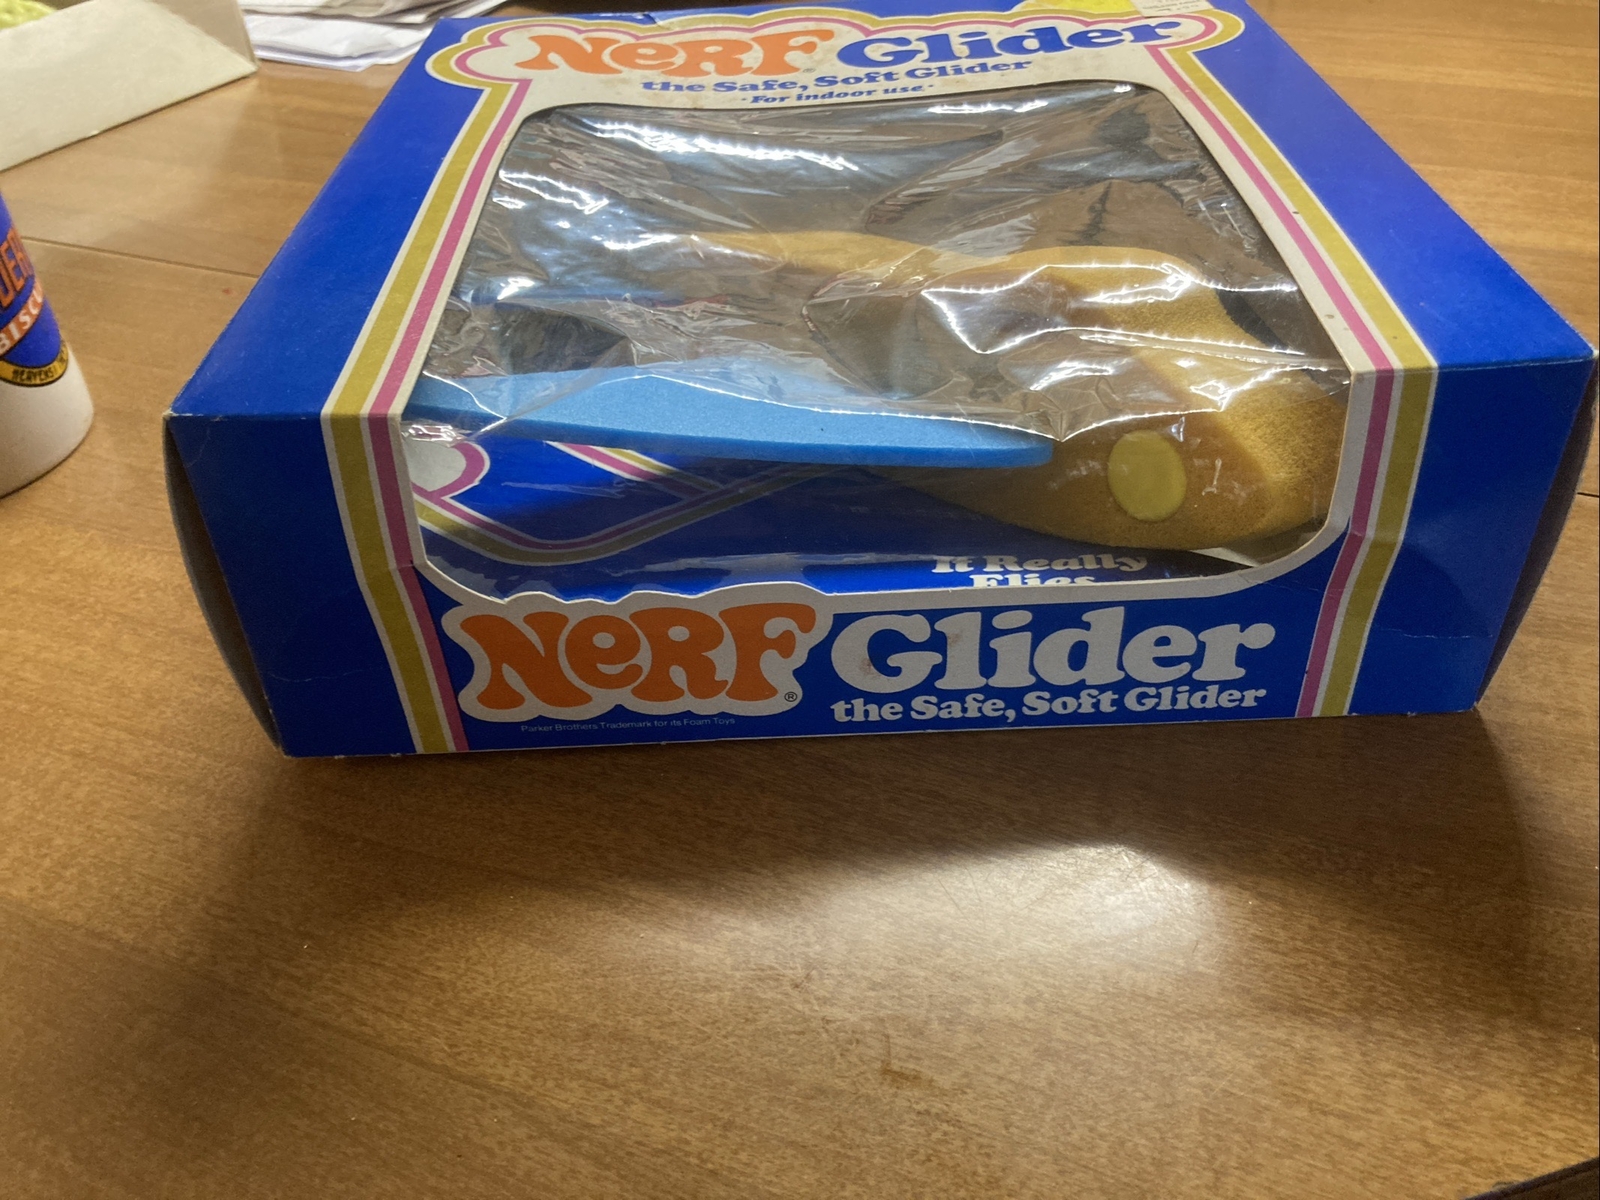 NeRF Glider
the Safe, Soft Glider
·For indoor use·
It Really
Flies
NeRF® Glider
the Safe, Soft Glider
Parker Brothers Trademark for its Foam Toys